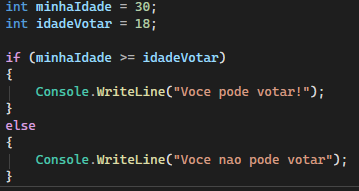 int minhaIdade = 30;
int idadeVotar = 18;
if (minhaIdade >= idadeVotar)
{
Console.WriteLine("Voce pode votar!");
}
else
{
Console.WriteLine("Voce nao pode votar");
}